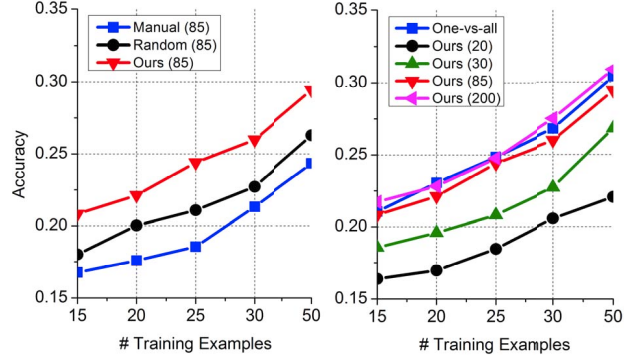 0.35
0.30
0.25
0.20
0.15
Accuracy
Manual (85)
Random (85)
Ours (85)
15 20 25 30 50
# Training Examples
0.35
0.30
0.25
0.20
0.15
One-vs-all
Ours (20)
Ours (30)
Ours (85)
Ours (200)
15 20 25 30 50
# Training Examples